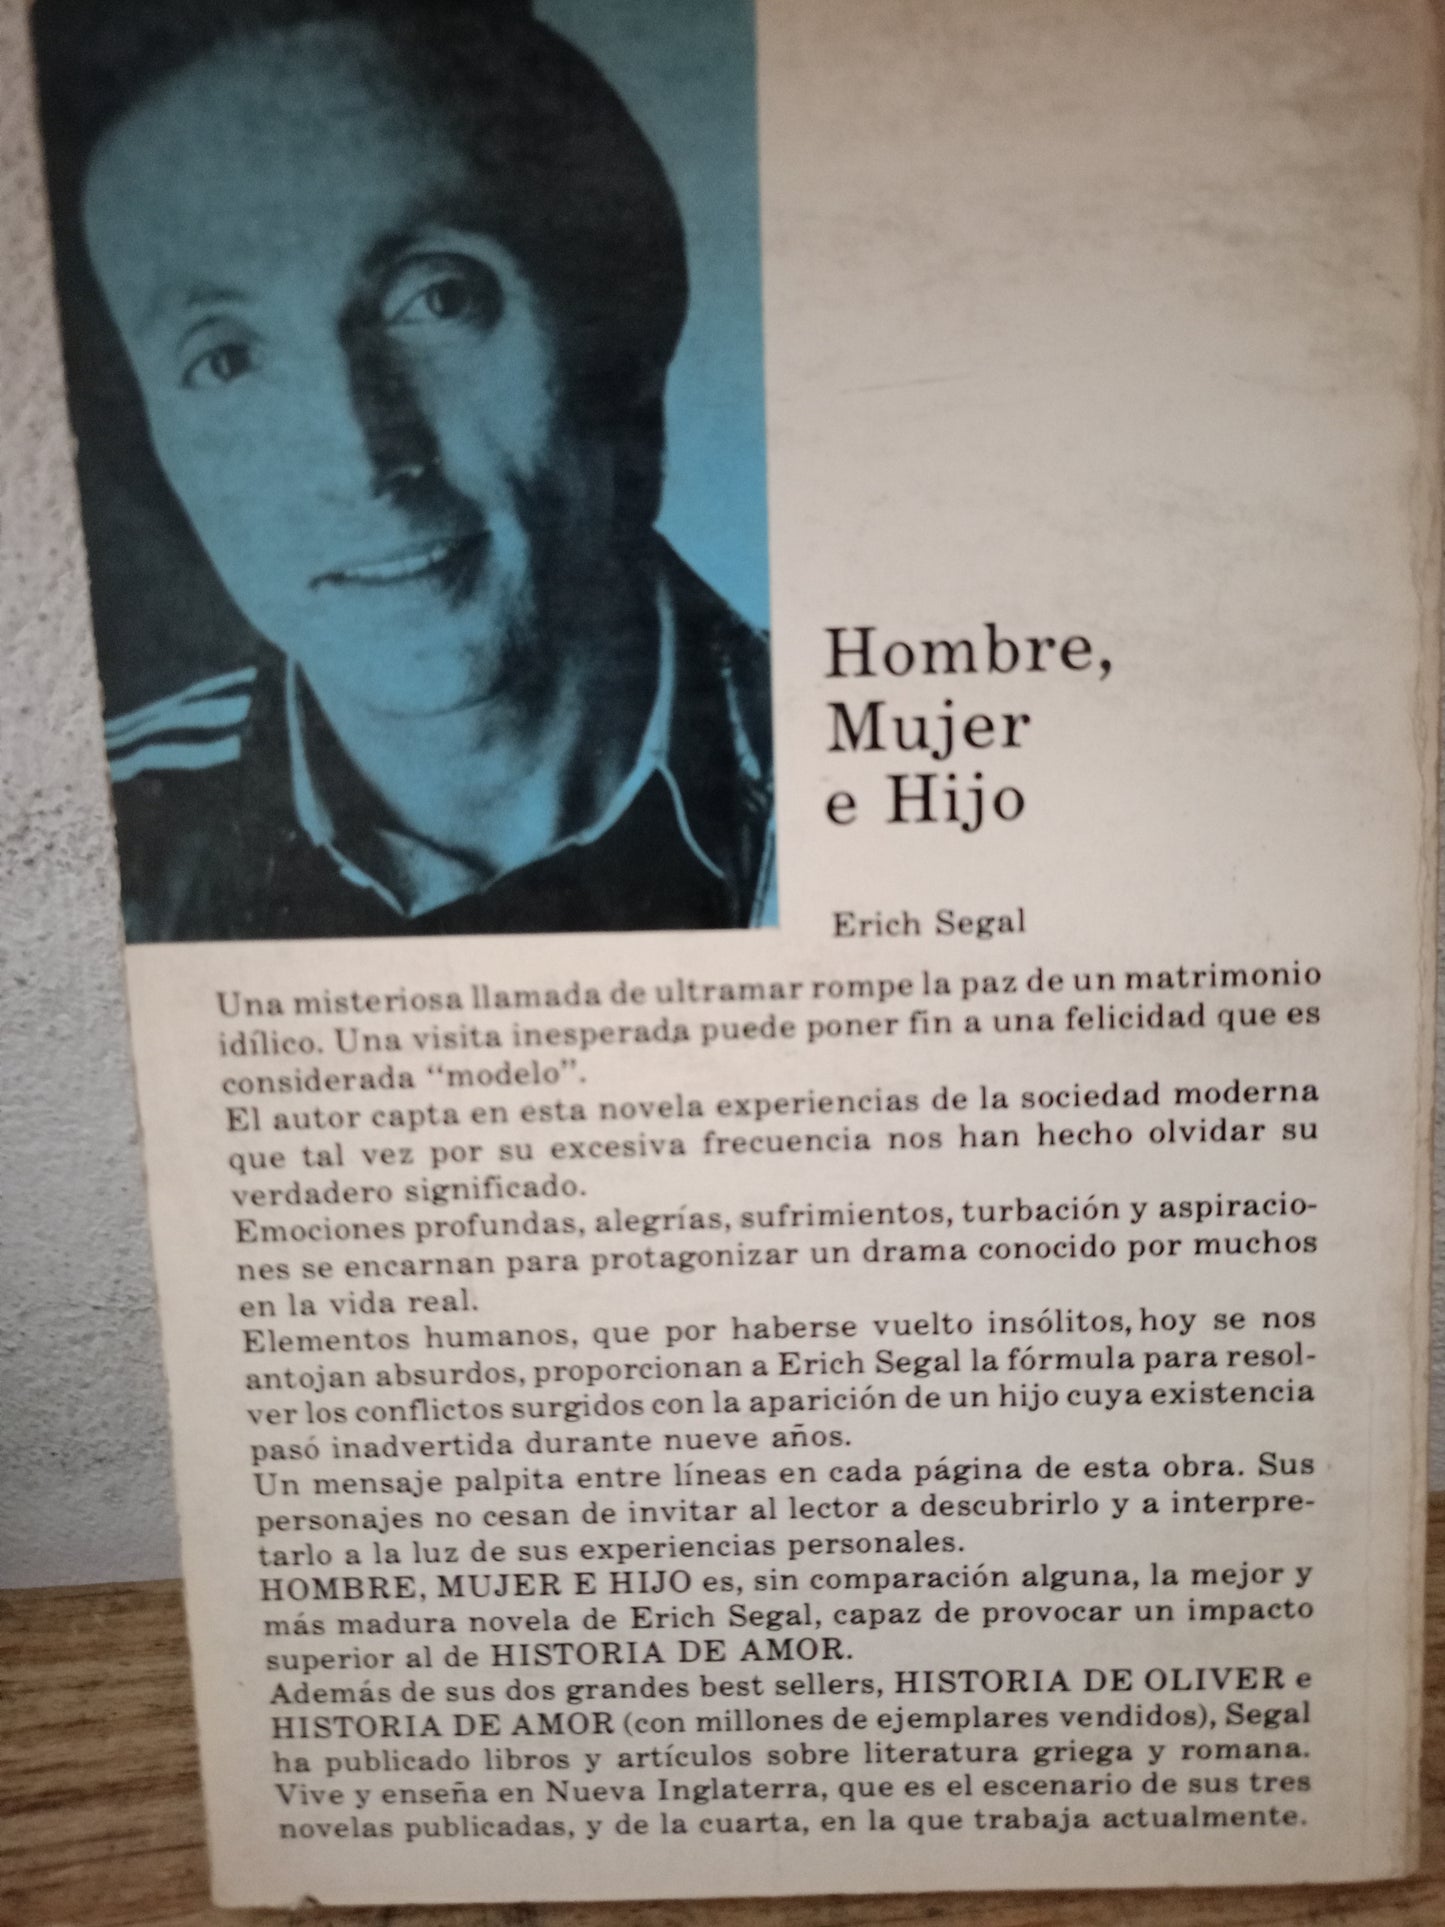 Hombre,
Mujer
e Hijo
Erich Segal
Una misteriosa llamada de ultramar rompe la paz de un matrimonio
idílico. Una visita inesperada puede poner fin a una felicidad que es
considerada “modelo”.
El autor capta en esta novela experiencias de la sociedad moderna
que tal vez por su excesiva frecuencia nos han hecho olvidar su
verdadero significado.
Emociones profundas, alegrías, sufrimientos, turbación y aspiracio-
nes se encarnan para protagonizar un drama conocido por muchos
en la vida real.
Elementos humanos, que por haberse vuelto insólitos, hoy se nos
antojan absurdos, proporcionan a Erich Segal la fórmula para resol-
ver los conflictos surgidos con la aparición de un hijo cuya existencia
pasó inadvertida durante nueve años.
Un mensaje palpita entre líneas en cada página de esta obra. Sus
personajes no cesan de invitar al lector a descubrirlo y a interpre-
tarlo a la luz de sus experiencias personales.
HOMBRE, MUJER E HIJO es, sin comparación alguna, la mejor y
más madura novela de Erich Segal, capaz de provocar un impacto
superior al de HISTORIA DE AMOR.
Además de sus dos grandes best sellers, HISTORIA DE OLIVER e
HISTORIA DE AMOR (con millones de ejemplares vendidos), Segal
ha publicado libros y artículos sobre literatura griega y romana.
Vive y enseña en Nueva Inglaterra, que es el escenario de sus tres
novelas publicadas, y de la cuarta, en la que trabaja actualmente.